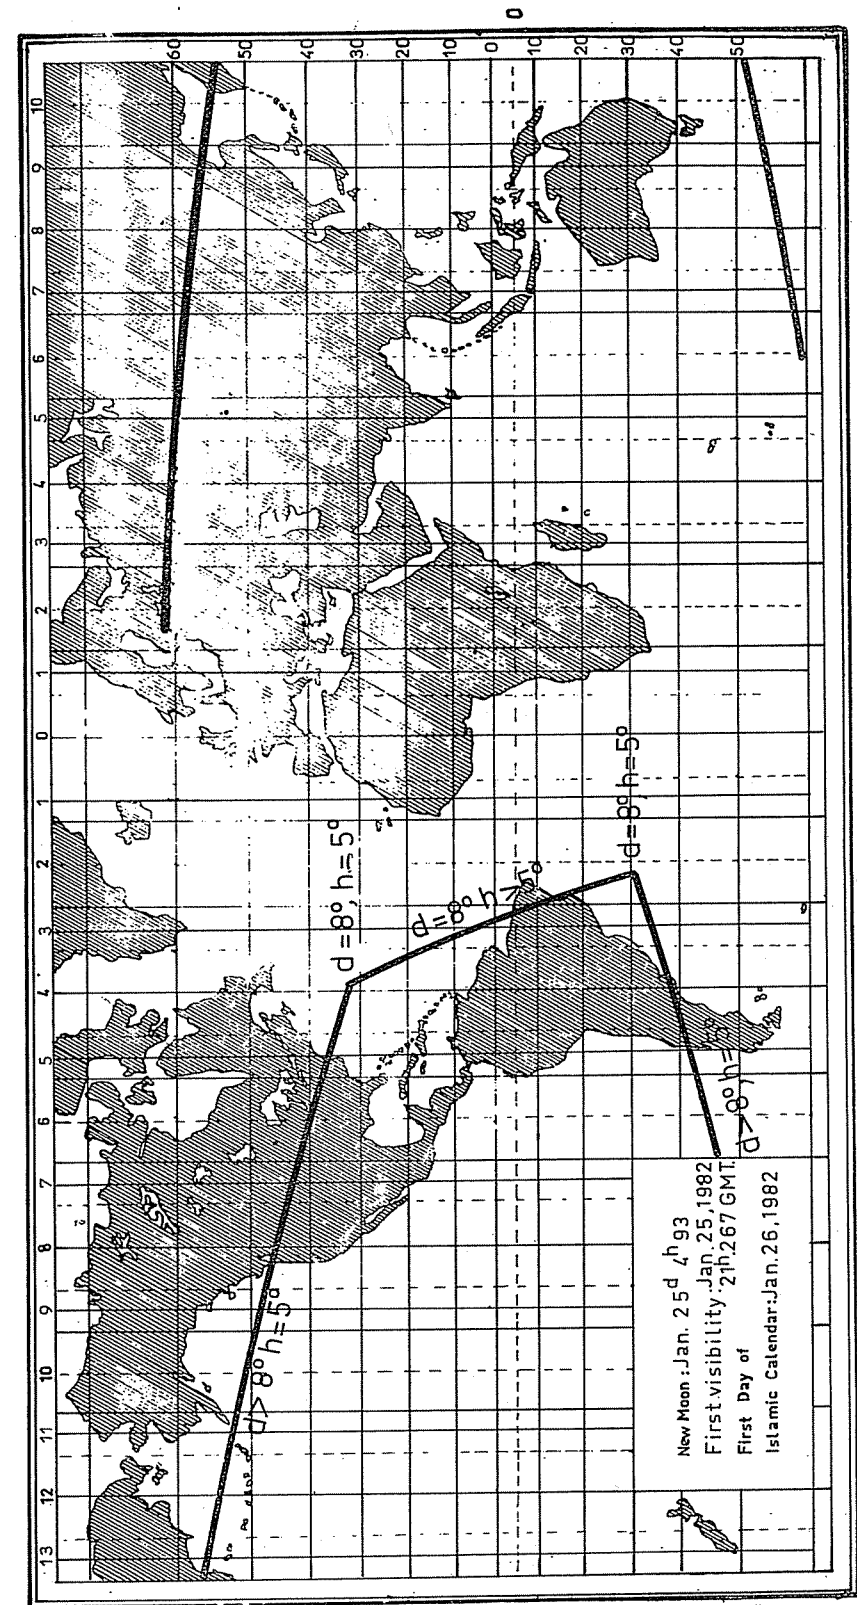 13 12 11 10 9 8 7 6 5 4 3 2 1 0 1 2 3 4 5 6 7 8 9 10
60
50
40
30
20
10
0
10
20
30
40
50
0
d>8° h=5°
d=8°, h=5°
d=8° h>5°
d=8°, h=5°
d>8°, h=5°
New Moon : Jan. 25d 4h 93
First.visibility: Jan. 25,1982
21h.267 GMT.
First Day of
Islamic Calendar: Jan. 26, 1982